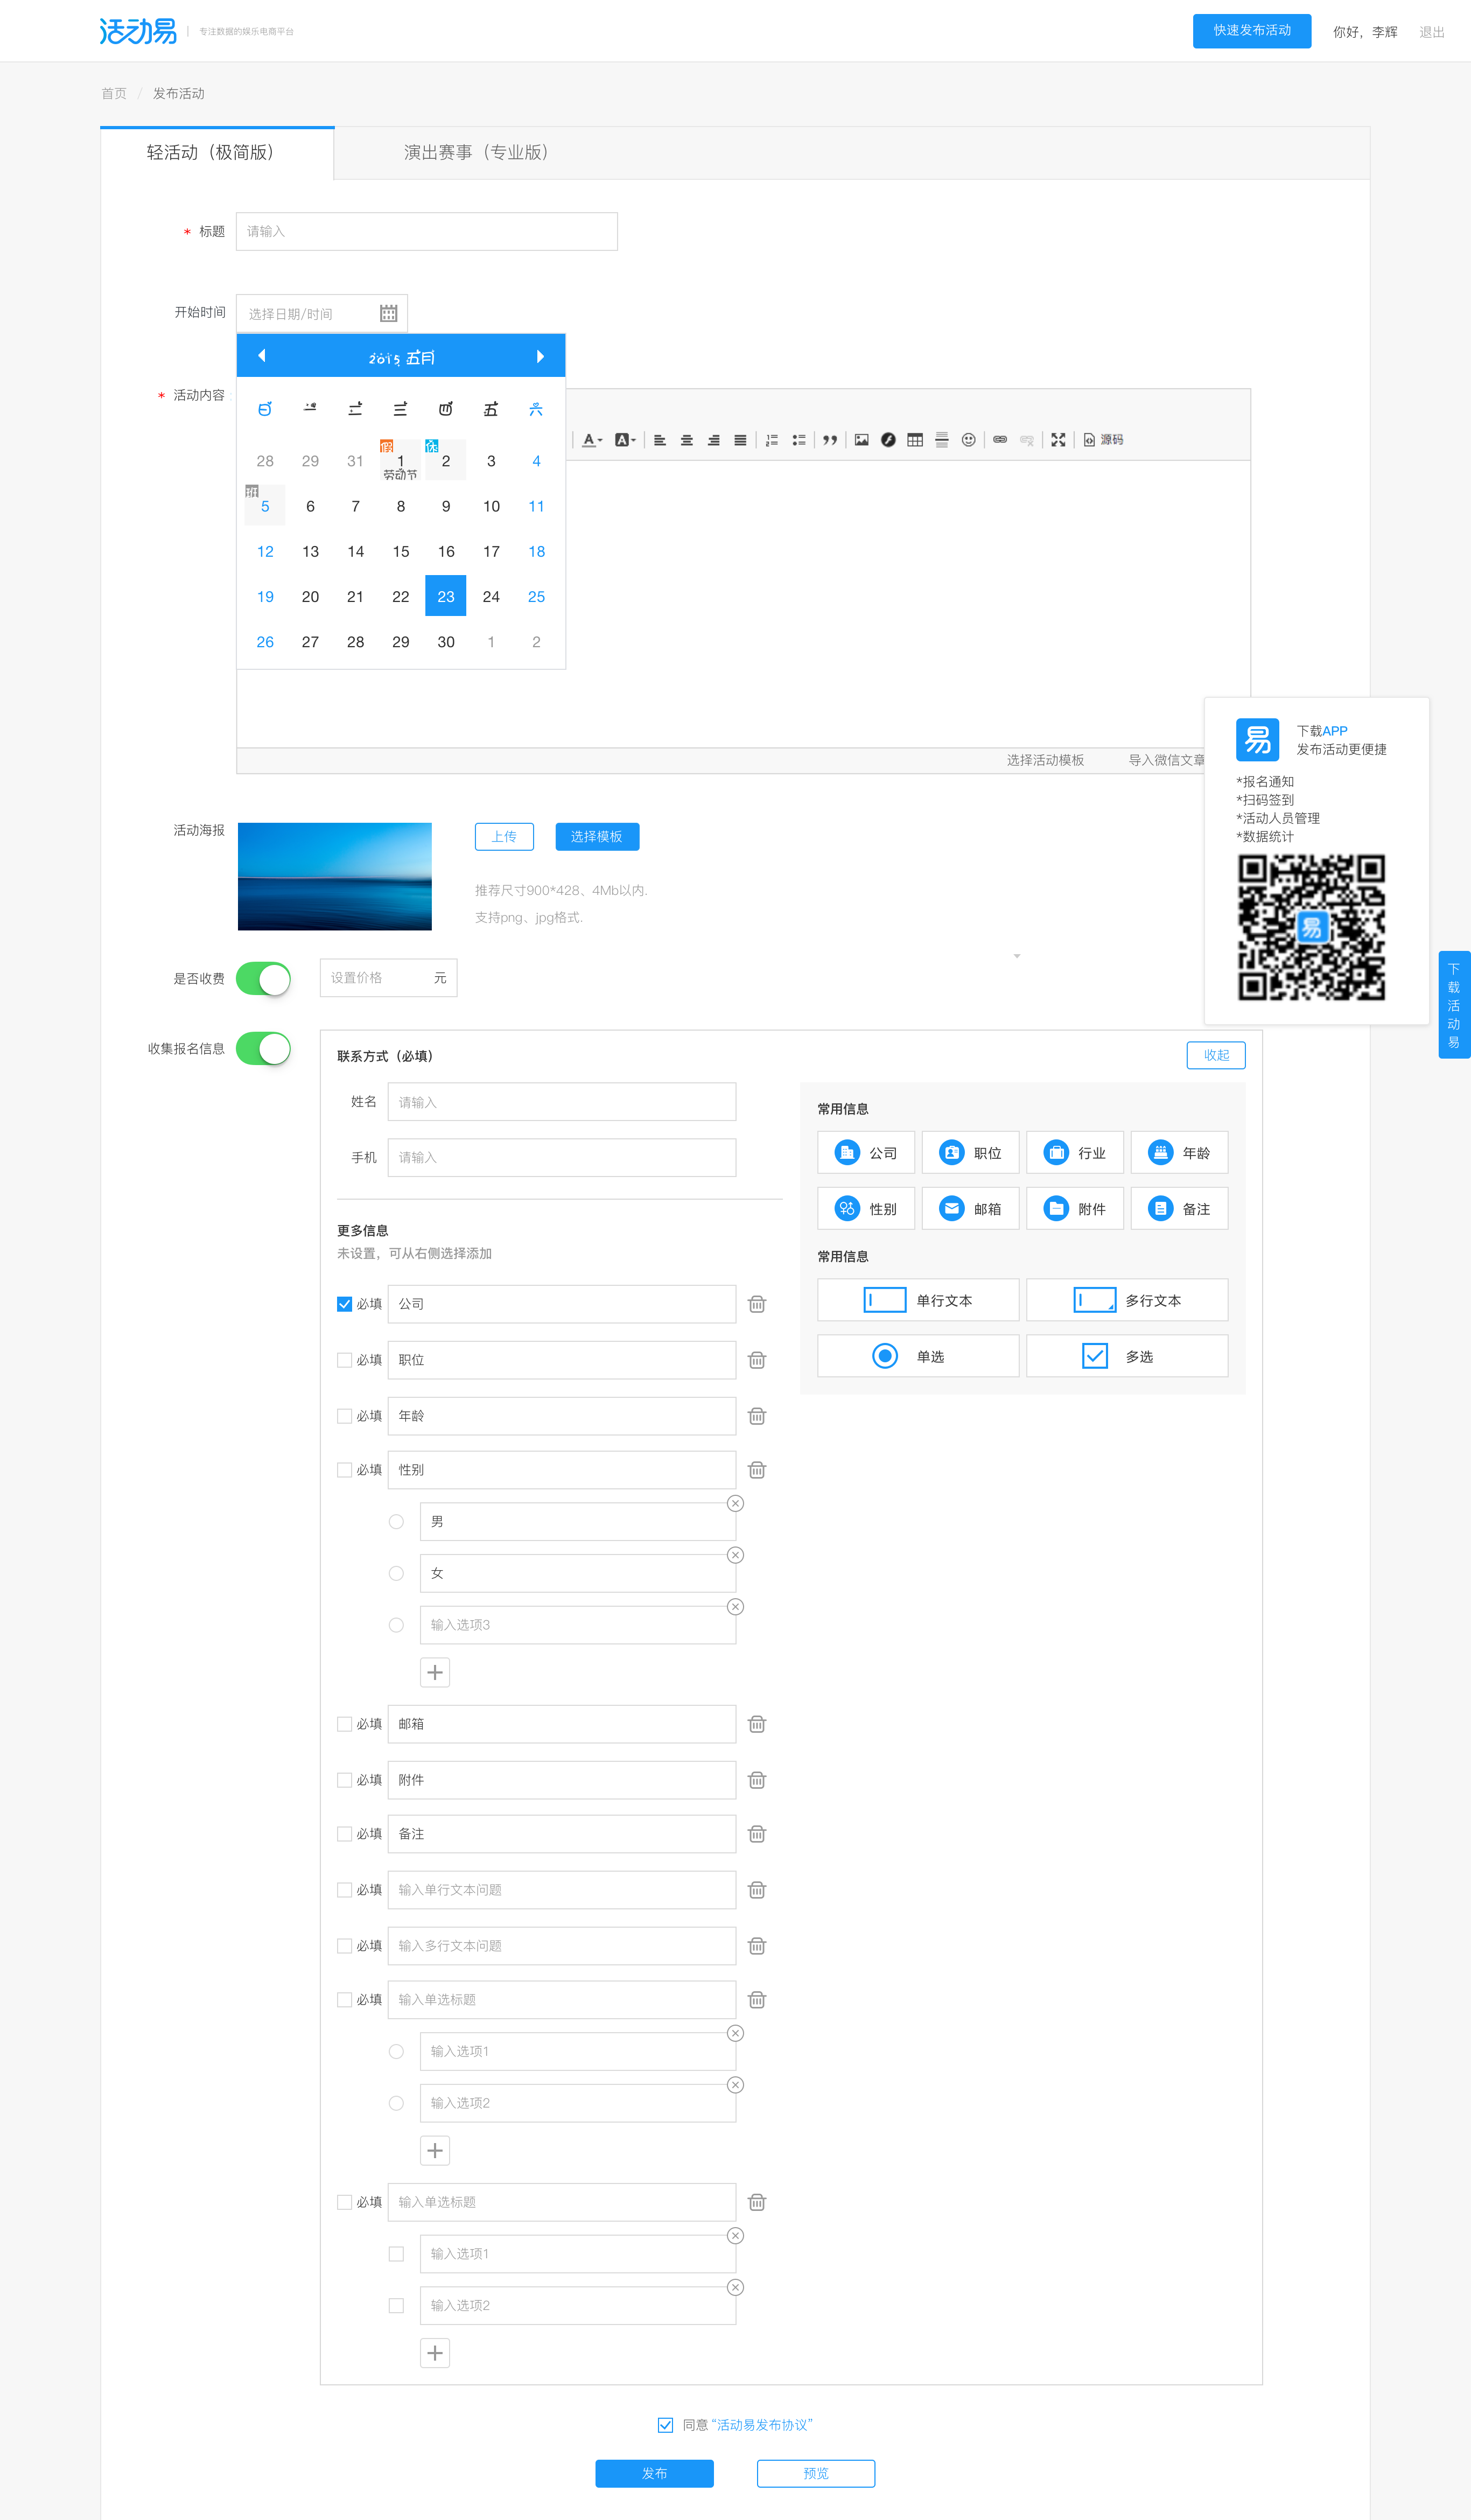 活动易
专注数据的娱乐电商平台
快速发布活动
你好，李辉
退出
首页 / 发布活动
轻活动（极简版）
演出赛事（专业版）
* 标题
请输入
开始时间
选择日期/时间
2015 五月
日 一 二 三 四 五 六
假 休
28 29 31 1 2 3 4
劳动节
班
5 6 7 8 9 10 11
12 13 14 15 16 17 18
19 20 21 22 23 24 25
26 27 28 29 30 1 2
* 活动内容：
源码
选择活动模板
导入微信文章
下载APP
发布活动更便捷
*报名通知
*扫码签到
*活动人员管理
*数据统计
易
下载活动易
活动海报
上传
选择模板
推荐尺寸900*428、4Mb以内.
支持png、jpg格式.
是否收费
设置价格 元
收集报名信息
联系方式（必填）
收起
姓名
请输入
手机
请输入
常用信息
公司 职位 行业 年龄
性别 邮箱 附件 备注
常用信息
单行文本 多行文本
单选 多选
更多信息
未设置，可从右侧选择添加
必填 公司
必填 职位
必填 年龄
必填 性别
男
女
输入选项3
必填 邮箱
必填 附件
必填 备注
必填 输入单行文本问题
必填 输入多行文本问题
必填 输入单选标题
输入选项1
输入选项2
必填 输入单选标题
输入选项1
输入选项2
同意 “活动易发布协议”
发布
预览